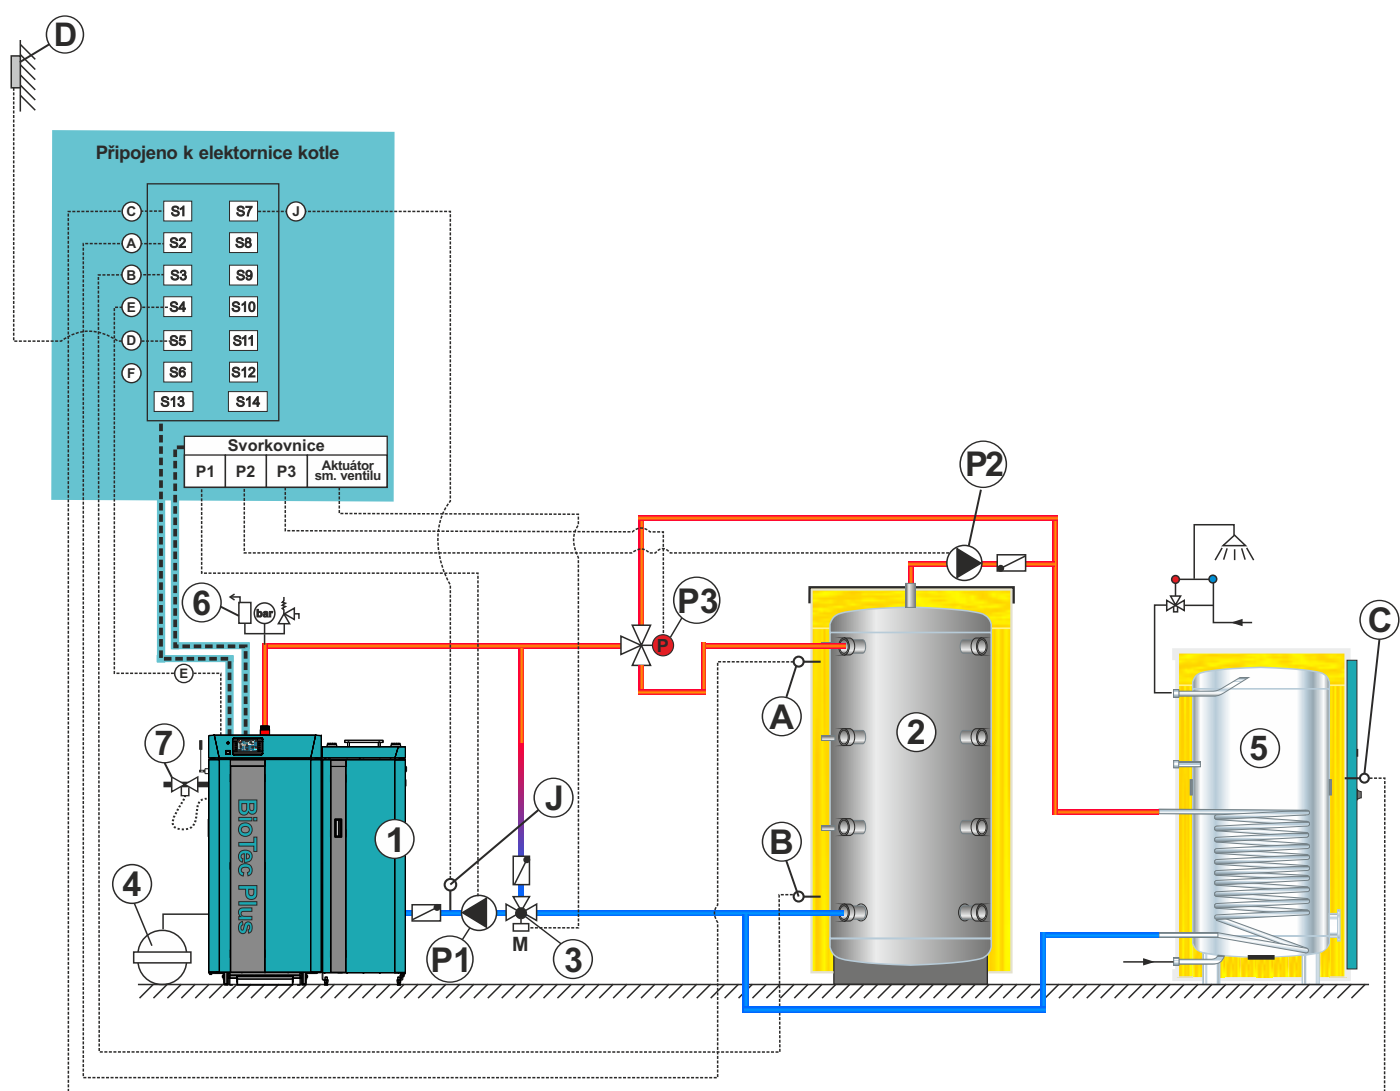 D
Připojeno k elektornice kotle
C S1 S7 J
A S2 S8
B S3 S9
E S4 S10
D S5 S11
F S6 S12
S13 S14
Svorkovnice
P1 P2 P3 Aktuátor
sm. ventilu
P2
6 bar
P3
P
C
E
A
2
7
5
J
1
B
BioTec Plus
4
P1
M
3